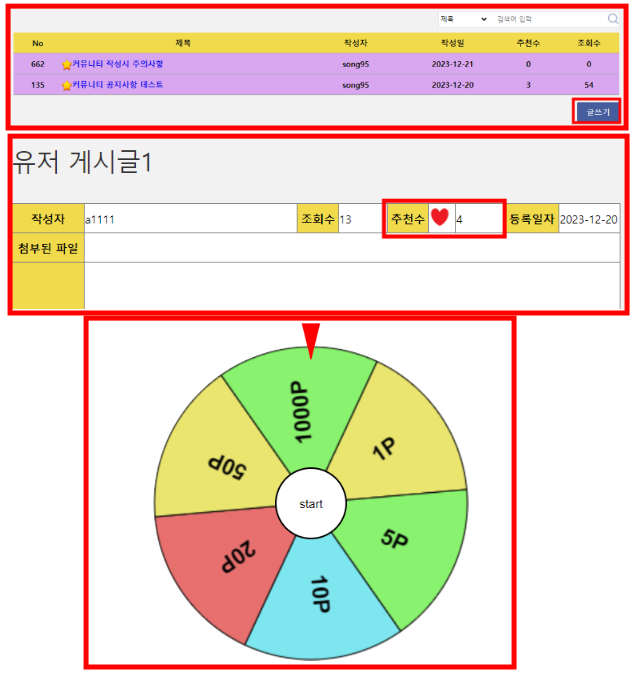 제목 검색어 입력
No 제목 작성자 작성일 추천수 조회수
662 커뮤니티 작성시 주의사항 song95 2023-12-21 0 0
135 커뮤니티 공지사항 테스트 song95 2023-12-20 3 54
글쓰기
유저 게시글1
작성자 a1111 조회수 13 추천수 4 등록일자 2023-12-20
첨부된 파일
1000P
1P
5P
10P
20P
50P
start